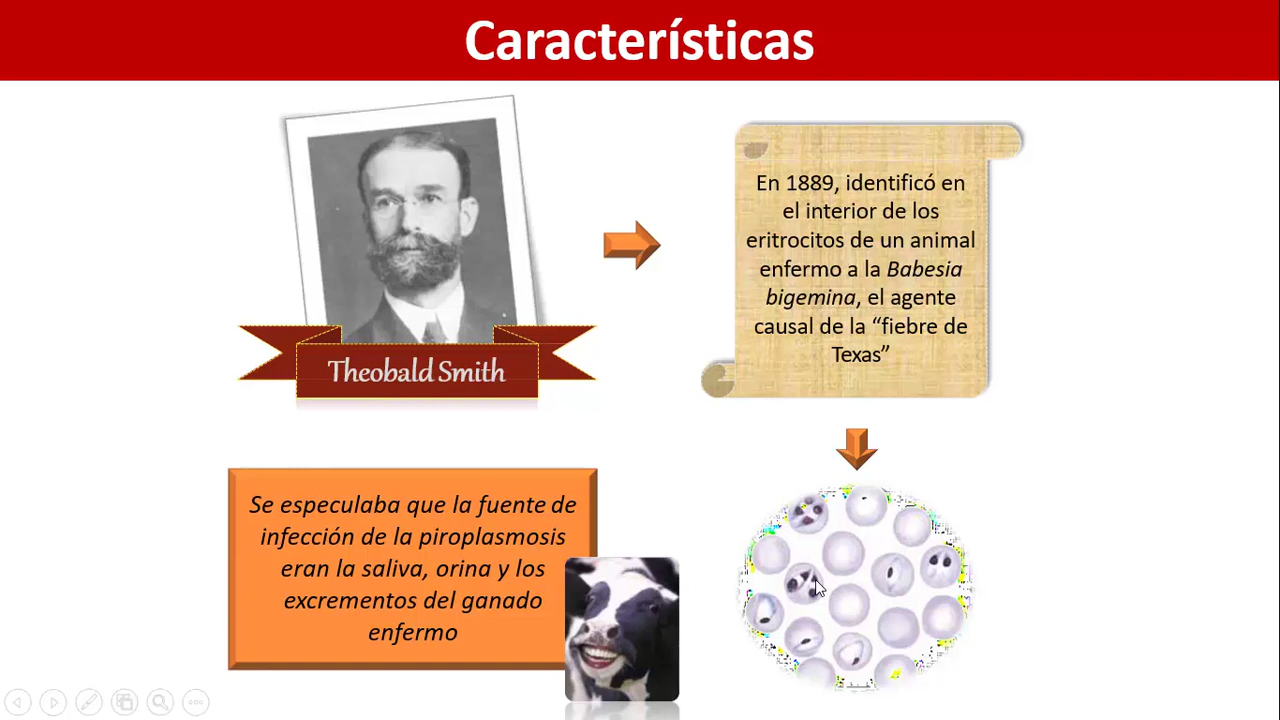 Características
Theobald Smith
En 1889, identificó en
el interior de los
eritrocitos de un animal
enfermo a la Babesia
bigemina, el agente
causal de la “fiebre de
Texas”
Se especulaba que la fuente de
infección de la piroplasmosis
eran la saliva, orina y los
excrementos del ganado
enfermo